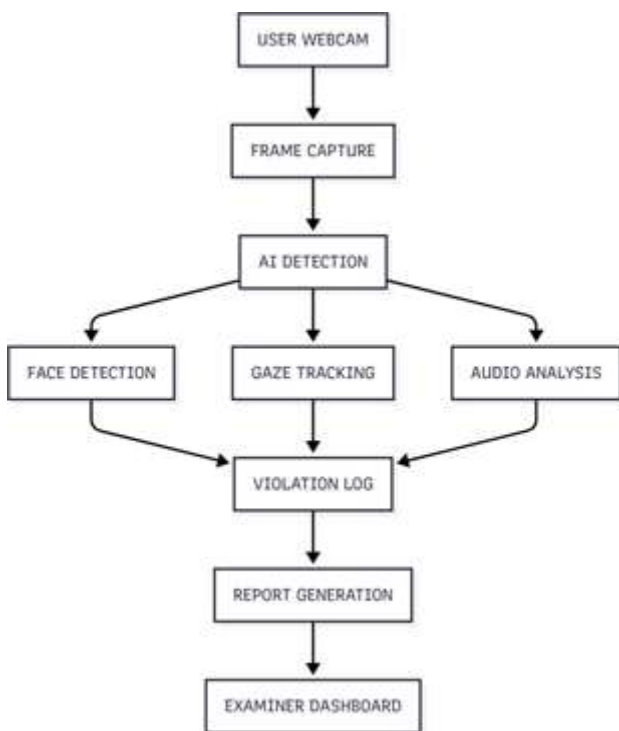 USER WEBCAM
FRAME CAPTURE
AI DETECTION
FACE DETECTION
GAZE TRACKING
AUDIO ANALYSIS
VIOLATION LOG
REPORT GENERATION
EXAMINER DASHBOARD